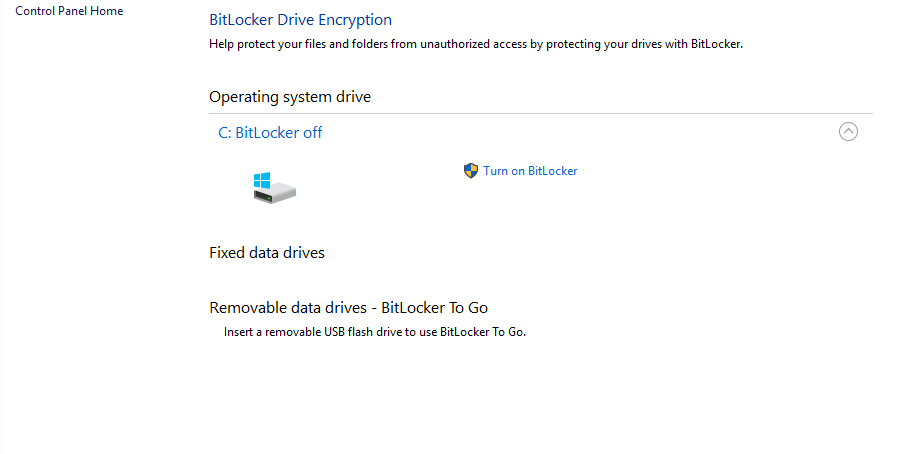 Control Panel Home
BitLocker Drive Encryption
Help protect your files and folders from unauthorized access by protecting your drives with BitLocker.
Operating system drive
C: BitLocker off
Turn on BitLocker
Fixed data drives
Removable data drives - BitLocker To Go
Insert a removable USB flash drive to use BitLocker To Go.